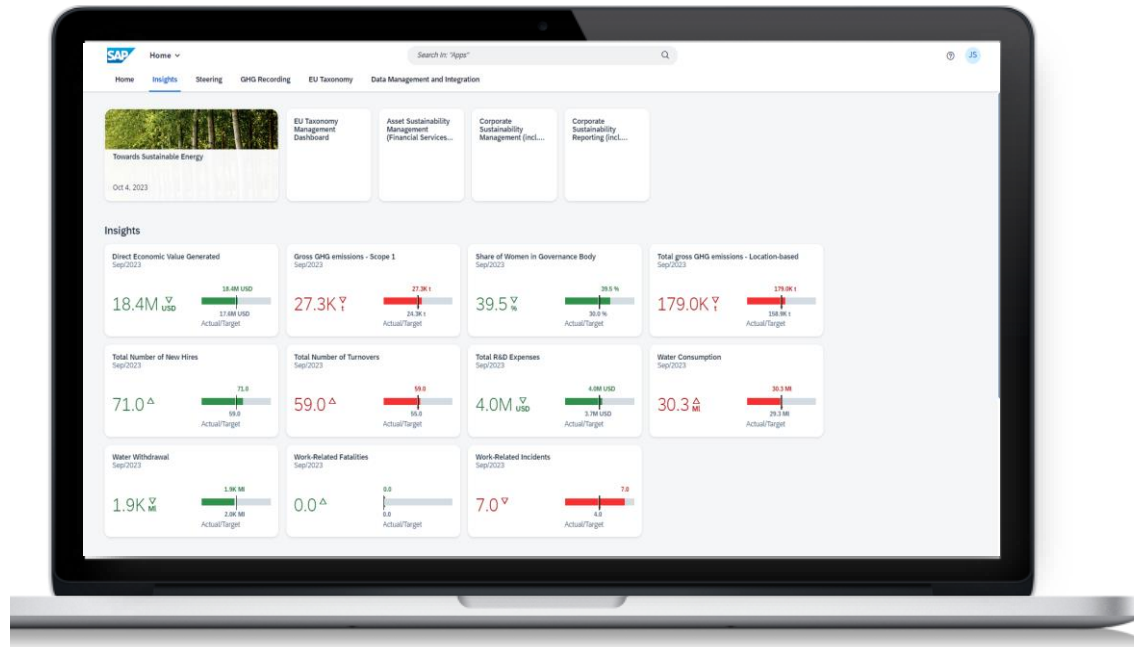 SAP
Home
Search In: "Apps"
JS
Home Insights Steering GHG Recording EU Taxonomy Data Management and Integration
Towards Sustainable Energy
Oct 4, 2023
EU Taxonomy
Management
Dashboard
Asset Sustainability
Management
(Financial Services...
Corporate
Sustainability
Management (incl....
Corporate
Sustainability
Reporting (incl....
Insights
Direct Economic Value Generated
Sep/2023
18.4M USD
18.4M USD
17.6M USD
Actual/Target
Gross GHG emissions - Scope 1
Sep/2023
27.3K t
27.3K t
24.3K t
Actual/Target
Share of Women in Governance Body
Sep/2023
39.5 %
39.5 %
30.0 %
Actual/Target
Total gross GHG emissions - Location-based
Sep/2023
179.0K t
179.0K t
158.9K t
Actual/Target
Total Number of New Hires
Sep/2023
71.0
71.0
59.0
Actual/Target
Total Number of Turnovers
Sep/2023
59.0
59.0
55.0
Actual/Target
Total R&D Expenses
Sep/2023
4.0M USD
4.0M USD
3.7M USD
Actual/Target
Water Consumption
Sep/2023
30.3 Ml
30.3 Ml
29.3 Ml
Actual/Target
Water Withdrawal
Sep/2023
1.9K Ml
1.9K Ml
2.0K Ml
Actual/Target
Work-Related Fatalities
Sep/2023
0.0
0.0
0.0
Actual/Target
Work-Related Incidents
Sep/2023
7.0
7.0
4.0
Actual/Target